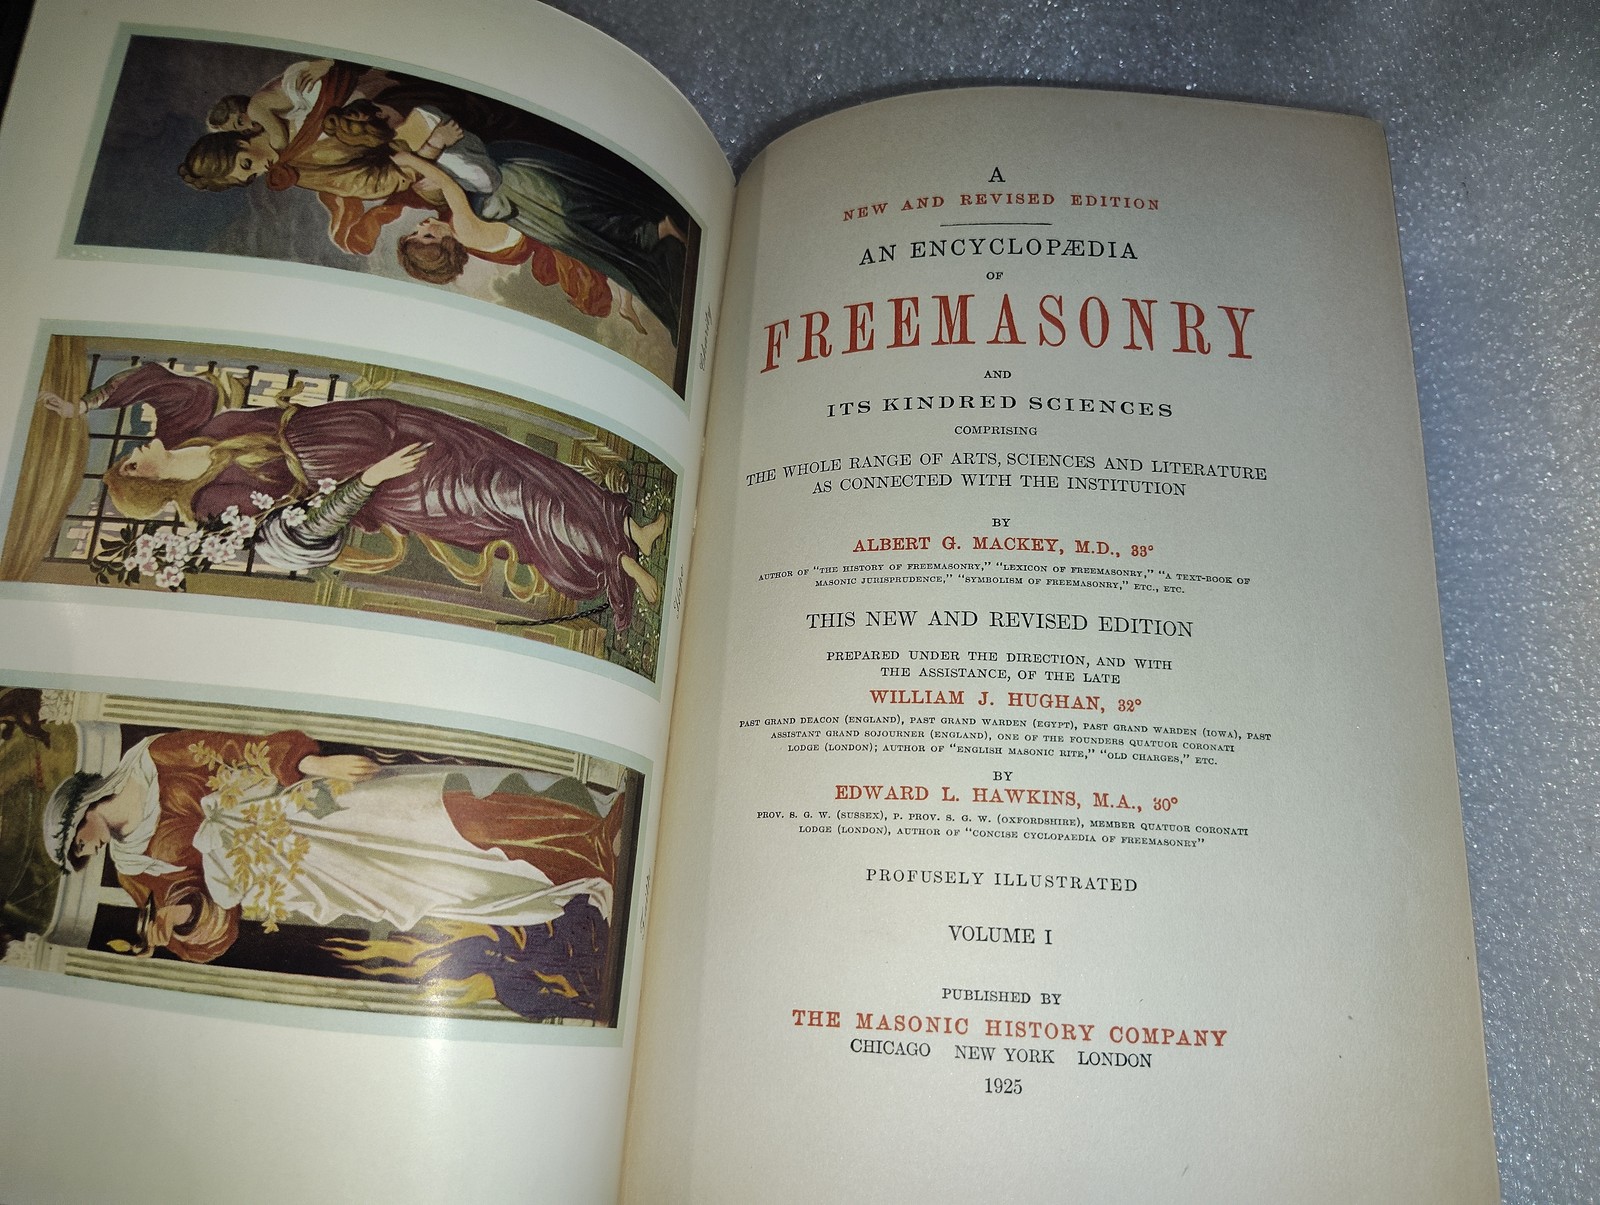 Charity
Hope
Faith
A
NEW AND REVISED EDITION
AN ENCYCLOPÆDIA
OF
FREEMASONRY
AND
ITS KINDRED SCIENCES
COMPRISING
THE WHOLE RANGE OF ARTS, SCIENCES AND LITERATURE
AS CONNECTED WITH THE INSTITUTION
BY
ALBERT G. MACKEY, M.D., 33°
AUTHOR OF "THE HISTORY OF FREEMASONRY," "LEXICON OF FREEMASONRY," "A TEXT-BOOK OF
MASONIC JURISPRUDENCE," "SYMBOLISM OF FREEMASONRY," ETC., ETC.
THIS NEW AND REVISED EDITION
PREPARED UNDER THE DIRECTION, AND WITH
THE ASSISTANCE, OF THE LATE
WILLIAM J. HUGHAN, 32°
PAST GRAND DEACON (ENGLAND), PAST GRAND WARDEN (EGYPT), PAST GRAND WARDEN (IOWA), PAST
ASSISTANT GRAND SOJOURNER (ENGLAND), ONE OF THE FOUNDERS QUATUOR CORONATI
LODGE (LONDON); AUTHOR OF "ENGLISH MASONIC RITE," "OLD CHARGES," ETC.
BY
EDWARD L. HAWKINS, M.A., 30°
PROV. S. G. W. (SUSSEX), P. PROV. S. G. W. (OXFORDSHIRE), MEMBER QUATUOR CORONATI
LODGE (LONDON), AUTHOR OF "CONCISE CYCLOPAEDIA OF FREEMASONRY"
PROFUSELY ILLUSTRATED
VOLUME I
PUBLISHED BY
THE MASONIC HISTORY COMPANY
CHICAGO NEW YORK LONDON
1925